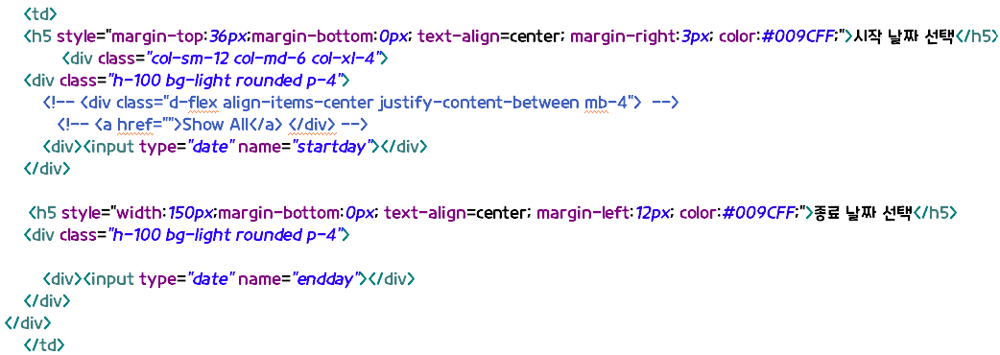 <td>
<h5 style="margin-top:36px;margin-bottom:0px; text-align=center; margin-right:3px; color:#009CFF;">시작 날짜 선택</h5>
<div class="col-sm-12 col-md-6 col-xl-4">
<div class="h-100 bg-light rounded p-4">
<!-- <div class="d-flex align-items-center justify-content-between mb-4">  -->
<!-- <a href="">Show All</a> </div> -->
<div><input type="date" name="startday"></div>
</div>
<h5 style="width:150px;margin-bottom:0px; text-align=center; margin-left:12px; color:#009CFF;">종료 날짜 선택</h5>
<div class="h-100 bg-light rounded p-4">
<div><input type="date" name="endday"></div>
</div>
</div>
</td>